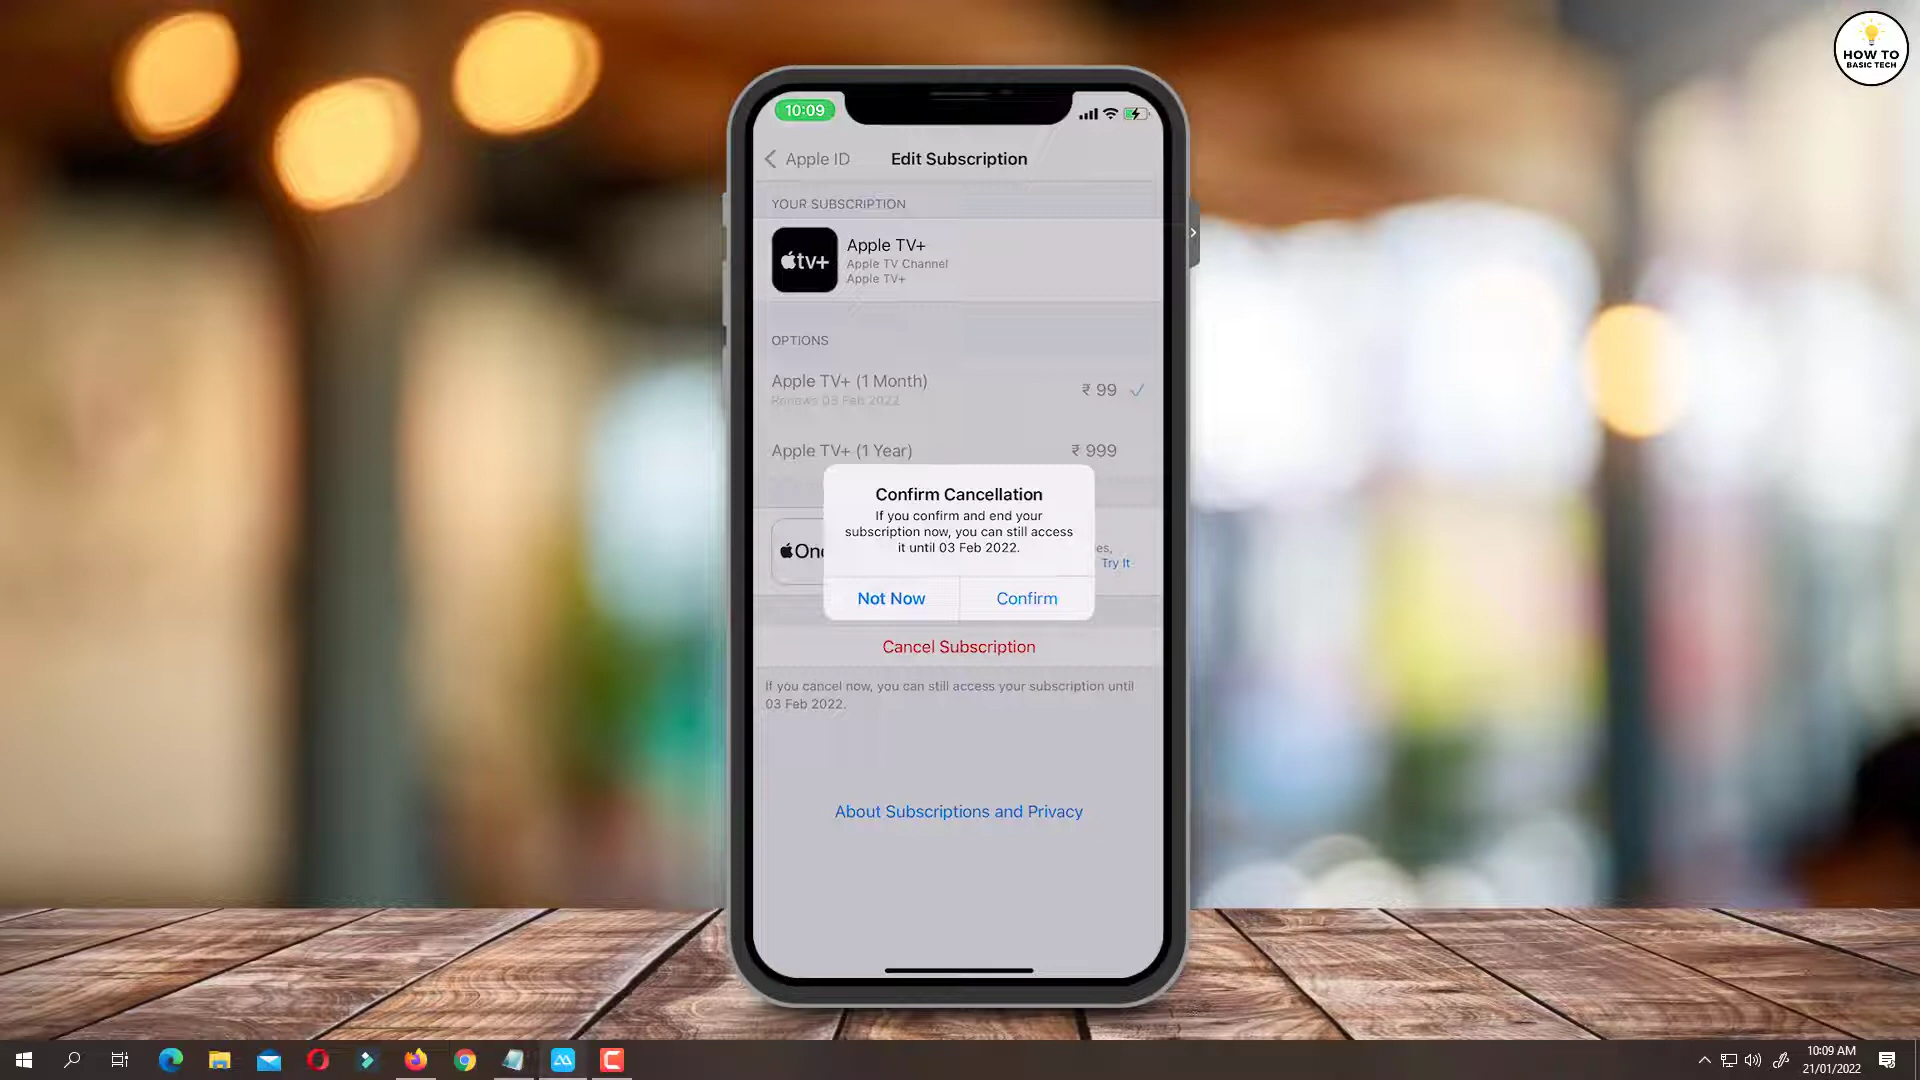 HOW TO
BASIC TECH
10:09
Apple ID
Edit Subscription
YOUR SUBSCRIPTION
tv+
Apple TV+
Apple TV Channel
Apple TV+
OPTIONS
Apple TV+ (1 Month)
₹ 99
Renews 03 Feb 2022
Apple TV+ (1 Year)
₹ 999
Confirm Cancellation
If you confirm and end your
subscription now, you can still access
it until 03 Feb 2022.
es,
Try It
Not Now
Confirm
Cancel Subscription
If you cancel now, you can still access your subscription until
03 Feb 2022.
About Subscriptions and Privacy
10:09 AM
21/01/2022